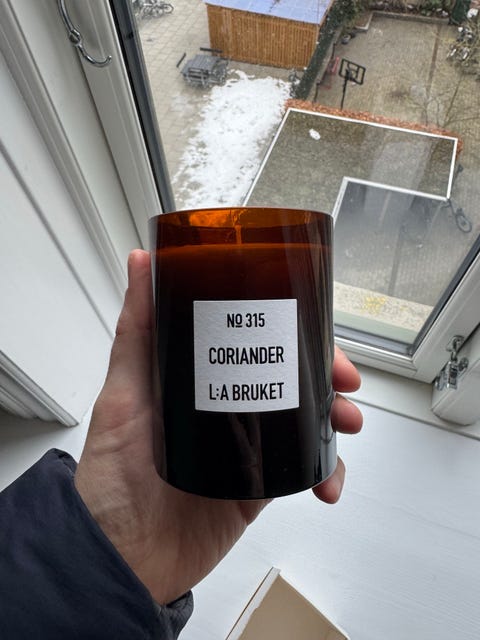 № 315
CORIANDER
L:A BRUKET